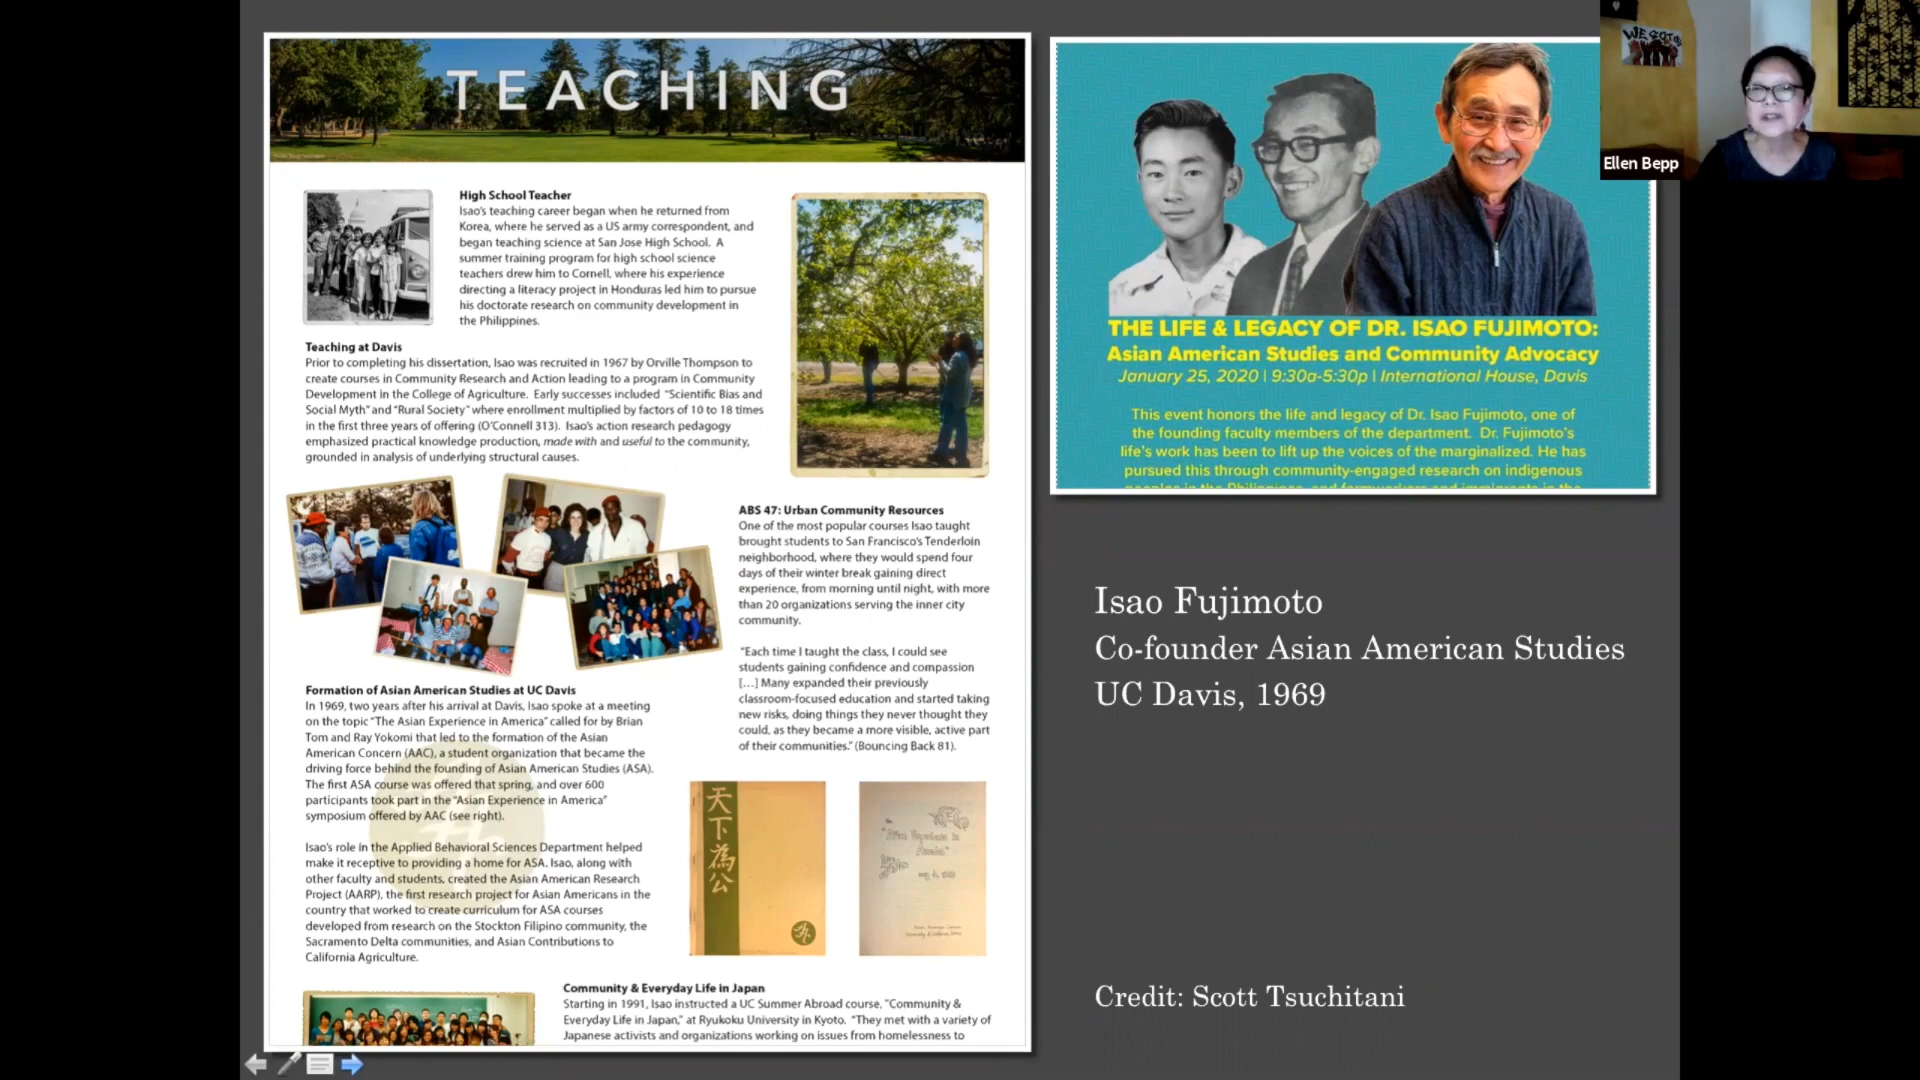 TEACHING
High School Teacher
Isao's teaching career began when he returned from
Korea, where he served as a US army correspondent, and
began teaching science at San Jose High School. A
summer training program for high school science
teachers drew him to Cornell, where his experience
directing a literacy project in Honduras led him to pursue
his doctorate research on community development in
the Philippines.
Teaching at Davis
Prior to completing his dissertation, Isao was recruited in 1967 by Orville Thompson to
create courses in Community Research and Action leading to a program in Community
Development in the College of Agriculture. Early successes included "Scientific Bias and
Social Myth" and "Rural Society" where enrollment multiplied by factors of 10 to 18 times
in the first three years of offering (O'Connell 313). Isao's action research pedagogy
emphasized practical knowledge production, made with and useful to the community,
grounded in analysis of underlying structural causes.
ABS 47: Urban Community Resources
One of the most popular courses Isao taught
brought students to San Francisco's Tenderloin
neighborhood, where they would spend four
days of their winter break gaining direct
experience, from morning until night, with more
than 20 organizations serving the inner city
community.
"Each time I taught the class, I could see
students gaining confidence and compassion
[...] Many expanded their previously
classroom-focused education and started taking
new risks, doing things they never thought they
could, as they became a more visible, active part
of their communities." (Bouncing Back 81).
Formation of Asian American Studies at UC Davis
In 1969, two years after his arrival at Davis, Isao spoke at a meeting
on the topic "The Asian Experience in America" called for by Brian
Tom and Ray Yokomi that led to the formation of the Asian
American Concern (AAC), a student organization that became the
driving force behind the founding of Asian American Studies (ASA).
The first ASA course was offered that spring, and over 600
participants took part in the "Asian Experience in America"
symposium offered by AAC (see right).
Isao's role in the Applied Behavioral Sciences Department helped
make it receptive to providing a home for ASA. Isao, along with
other faculty and students, created the Asian American Research
Project (AARP), the first research project for Asian Americans in the
country that worked to create curriculum for ASA courses
developed from research on the Stockton Filipino community, the
Sacramento Delta communities, and Asian Contributions to
California Agriculture.
天下為公
Community & Everyday Life in Japan
Starting in 1991, Isao instructed a UC Summer Abroad course, "Community &
Everyday Life in Japan," at Ryukoku University in Kyoto. "They met with a variety of
Japanese activists and organizations working on issues from homelessness to
THE LIFE & LEGACY OF DR. ISAO FUJIMOTO:
Asian American Studies and Community Advocacy
January 25, 2020 | 9:30a-5:30p | International House, Davis
This event honors the life and legacy of Dr. Isao Fujimoto, one of
the founding faculty members of the department. Dr. Fujimoto's
life's work has been to lift up the voices of the marginalized. He has
pursued this through community-engaged research on indigenous
peoples in the Philippines, and farmworkers and immigrants in the
Isao Fujimoto
Co-founder Asian American Studies
UC Davis, 1969
Credit: Scott Tsuchitani
WE GOT
Ellen Bepp